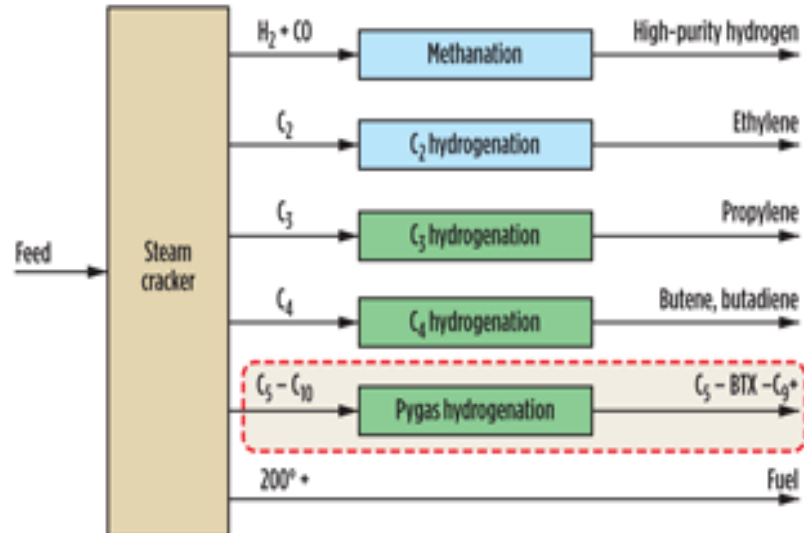 H₂ + CO
Methanation
High-purity hydrogen
C₂
C₂ hydrogenation
Ethylene
C₃
C₃ hydrogenation
Propylene
Feed
Steam
cracker
C₄
C₄ hydrogenation
Butene, butadiene
C₅ – C₁₀
Pygas hydrogenation
C₅ – BTX –C₉+
200° +
Fuel